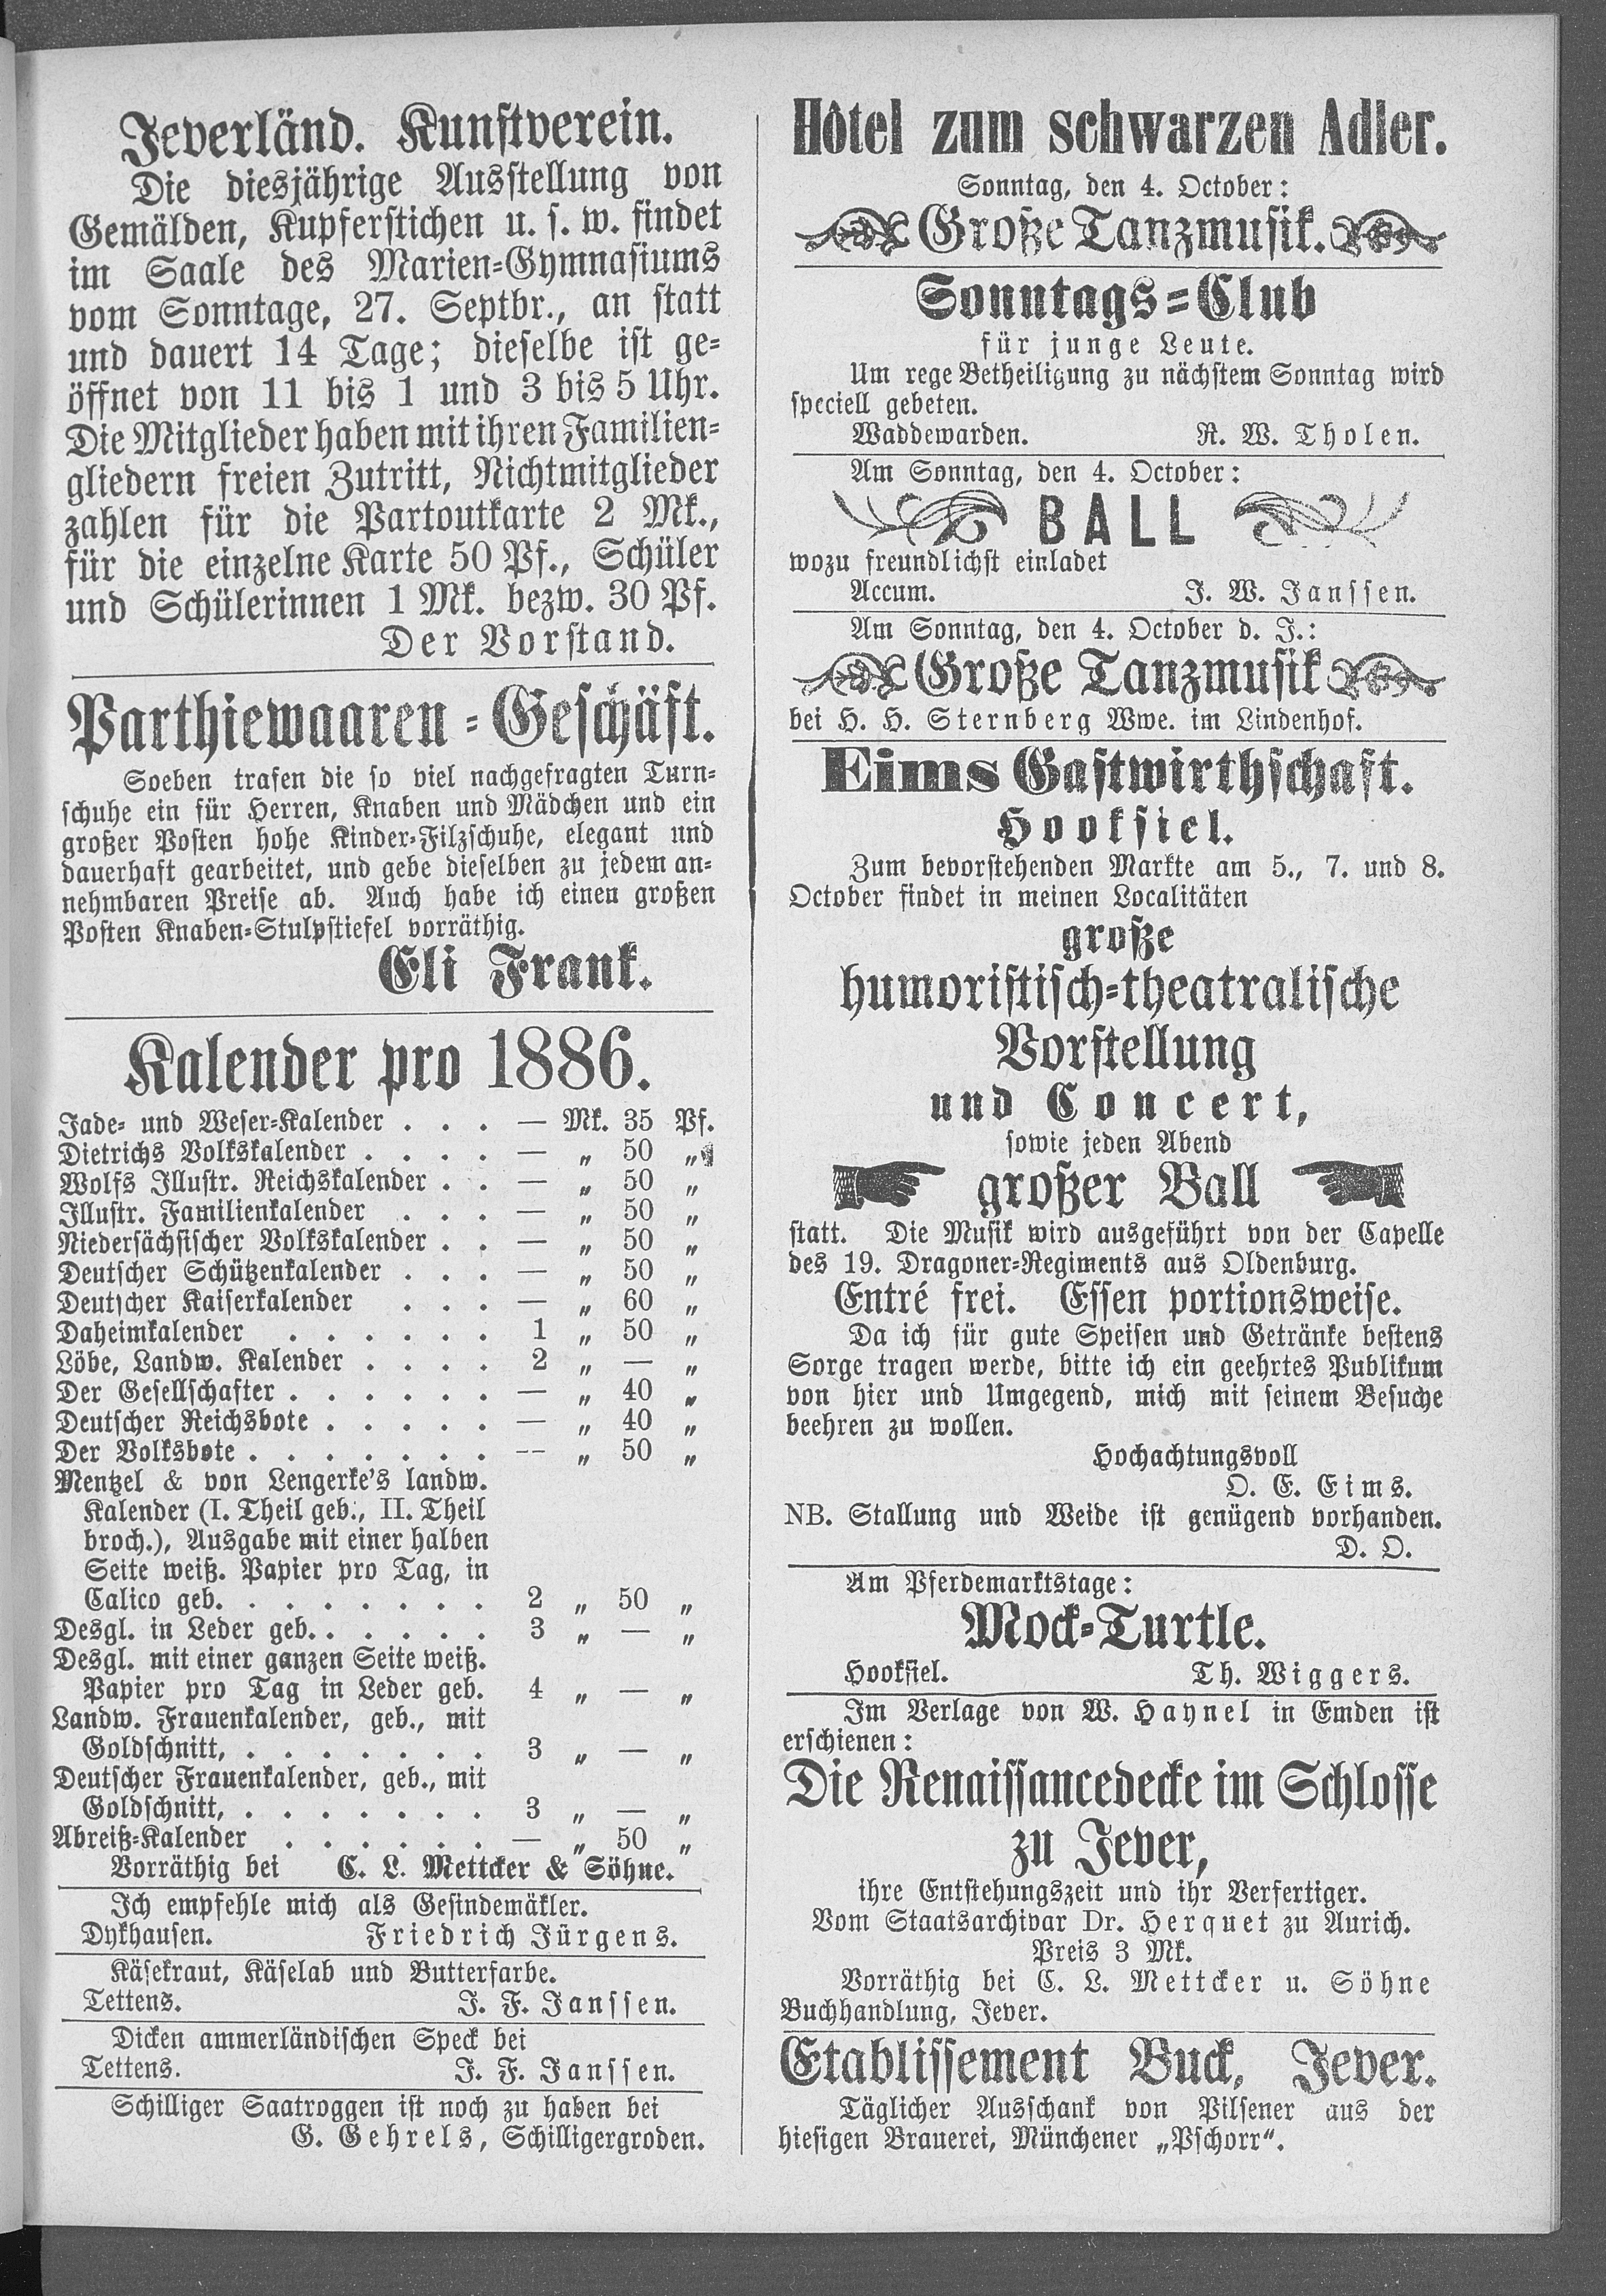 Jeverländ. Kunstverein.
Die diesjährige Ausstellung von
Gemälden, Kupferstichen u. s. w. findet
im Saale des Marien-Gymnasiums
vom Sonntage, 27. Septbr., an statt
und dauert 14 Tage; dieselbe ist ge-
öffnet von 11 bis 1 und 3 bis 5 Uhr.
Die Mitglieder haben mit ihren Familien-
gliedern freien Zutritt, Nichtmitglieder
zahlen für die Partoutkarte 2 Mk.,
für die einzelne Karte 50 Pf., Schüler
und Schülerinnen 1 Mk. bezw. 30 Pf.
Der Vorstand.
Parthiewaaren-Geschäft.
Soeben trafen die so viel nachgefragten Turn-
schuhe ein für Herren, Knaben und Mädchen und ein
großer Posten hohe Kinder-Filzschuhe, elegant und
dauerhaft gearbeitet, und gebe dieselben zu jedem an-
nehmbaren Preise ab. Auch habe ich einen großen
Posten Knaben-Stulpstiefel vorräthig.
Eli Frank.
Kalender pro 1886.
Jade- und Weser-Kalender . . . — Mk. 35 Pf.
Dietrichs Volkskalender . . . . — „ 50 „
Wolfs Illustr. Reichskalender . . — „ 50 „
Illustr. Familienkalender . . . — „ 50 „
Niedersächsischer Volkskalender . . — „ 50 „
Deutscher Schützenkalender . . . — „ 50 „
Deutscher Kaiserkalender . . . — „ 60 „
Daheimkalender . . . . . . 1 „ 50 „
Löbe, Landw. Kalender . . . . 2 „ — „
Der Gesellschafter . . . . . . — „ 40 „
Deutscher Reichsbote . . . . . — „ 40 „
Der Volksbote . . . . . . . — „ 50 „
Mentzel & von Lengerke's landw.
Kalender (I. Theil geb., II. Theil
broch.), Ausgabe mit einer halben
Seite weiß. Papier pro Tag, in
Calico geb. . . . . . . . 2 „ 50 „
Desgl. in Leder geb. . . . . . 3 „ — „
Desgl. mit einer ganzen Seite weiß.
Papier pro Tag in Leder geb. 4 „ — „
Landw. Frauenkalender, geb., mit
Goldschnitt, . . . . . . . 3 „ — „
Deutscher Frauenkalender, geb., mit
Goldschnitt, . . . . . . . 3 „ — „
Abreiß-Kalender . . . . . . — „ 50 „
Vorräthig bei C. L. Mettcker & Söhne.
Ich empfehle mich als Gesindemäkler.
Dykhausen. Friedrich Jürgens.
Käsekraut, Käselab und Butterfarbe.
Tettens. J. F. Janssen.
Dicken ammerländischen Speck bei
Tettens. J. F. Janssen.
Schilliger Saatroggen ist noch zu haben bei
G. Gehrels, Schilligergroden.
Hôtel zum schwarzen Adler.
Sonntag, den 4. October:
Große Tanzmusik.
Sonntags-Club
für junge Leute.
Um rege Betheiligung zu nächstem Sonntag wird
speciell gebeten.
Waddewarden. R. W. Tholen.
Am Sonntag, den 4. October:
BALL
wozu freundlichst einladet
Accum. J. W. Janssen.
Am Sonntag, den 4. October d. J.:
Große Tanzmusik
bei H. H. Sternberg Wwe. im Lindenhof.
Eims Gastwirthschaft.
Hooksiel.
Zum bevorstehenden Markte am 5., 7. und 8.
October findet in meinen Localitäten
große
humoristisch-theatralische
Vorstellung
und Concert,
sowie jeden Abend
großer Ball
statt. Die Musik wird ausgeführt von der Capelle
des 19. Dragoner-Regiments aus Oldenburg.
Entré frei. Essen portionsweise.
Da ich für gute Speisen und Getränke bestens
Sorge tragen werde, bitte ich ein geehrtes Publikum
von hier und Umgegend, mich mit seinem Besuche
beehren zu wollen.
Hochachtungsvoll
O. E. Eims.
NB. Stallung und Weide ist genügend vorhanden.
D. O.
Am Pferdemarktstage:
Mock-Turtle.
Hooksiel. Th. Wiggers.
Im Verlage von W. Haynel in Emden ist
erschienen:
Die Renaissancedecke im Schlosse
zu Jever,
ihre Entstehungszeit und ihr Verfertiger.
Vom Staatsarchivar Dr. Herquet zu Aurich.
Preis 3 Mk.
Vorräthig bei C. L. Mettcker u. Söhne
Buchhandlung, Jever.
Etablissement Buck, Jever.
Täglicher Ausschank von Pilsener aus der
hiesigen Brauerei, Münchener „Pschorr“.